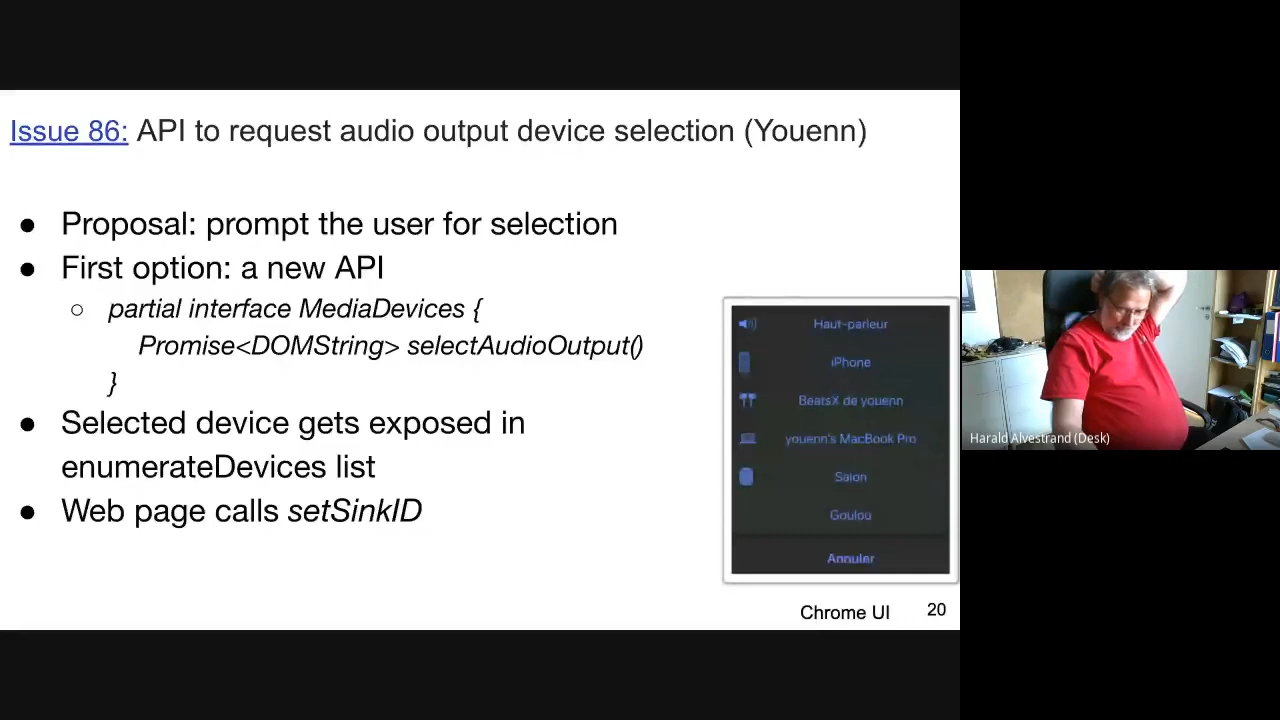 Issue 86: API to request audio output device selection (Youenn)
● Proposal: prompt the user for selection
● First option: a new API
○ partial interface MediaDevices {
Promise<DOMString> selectAudioOutput()
}
● Selected device gets exposed in
enumerateDevices list
● Web page calls setSinkID
Haut-parleur
iPhone
BeatsX de youenn
youenn's MacBook Pro
Salon
Goulou
Annuler
Chrome UI
20
Harald Alvestrand (Desk)